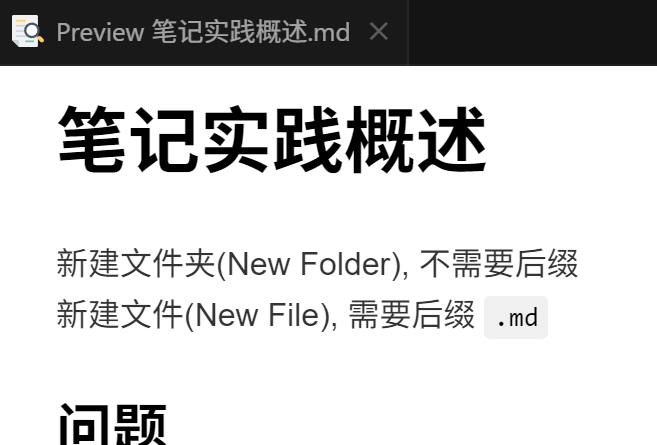 Preview 笔记实践概述.md
笔记实践概述
新建文件夹(New Folder), 不需要后缀
新建文件(New File), 需要后缀 .md
问题